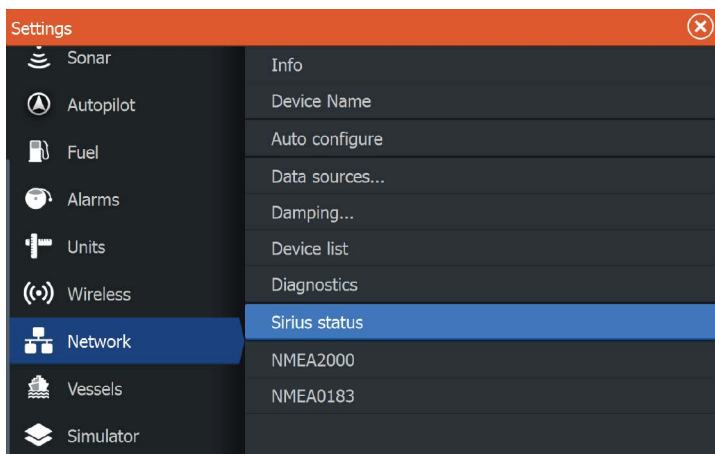 Settings
Sonar
Autopilot
Fuel
Alarms
Units
Wireless
Network
Vessels
Simulator
Info
Device Name
Auto configure
Data sources...
Damping...
Device list
Diagnostics
Sirius status
NMEA2000
NMEA0183